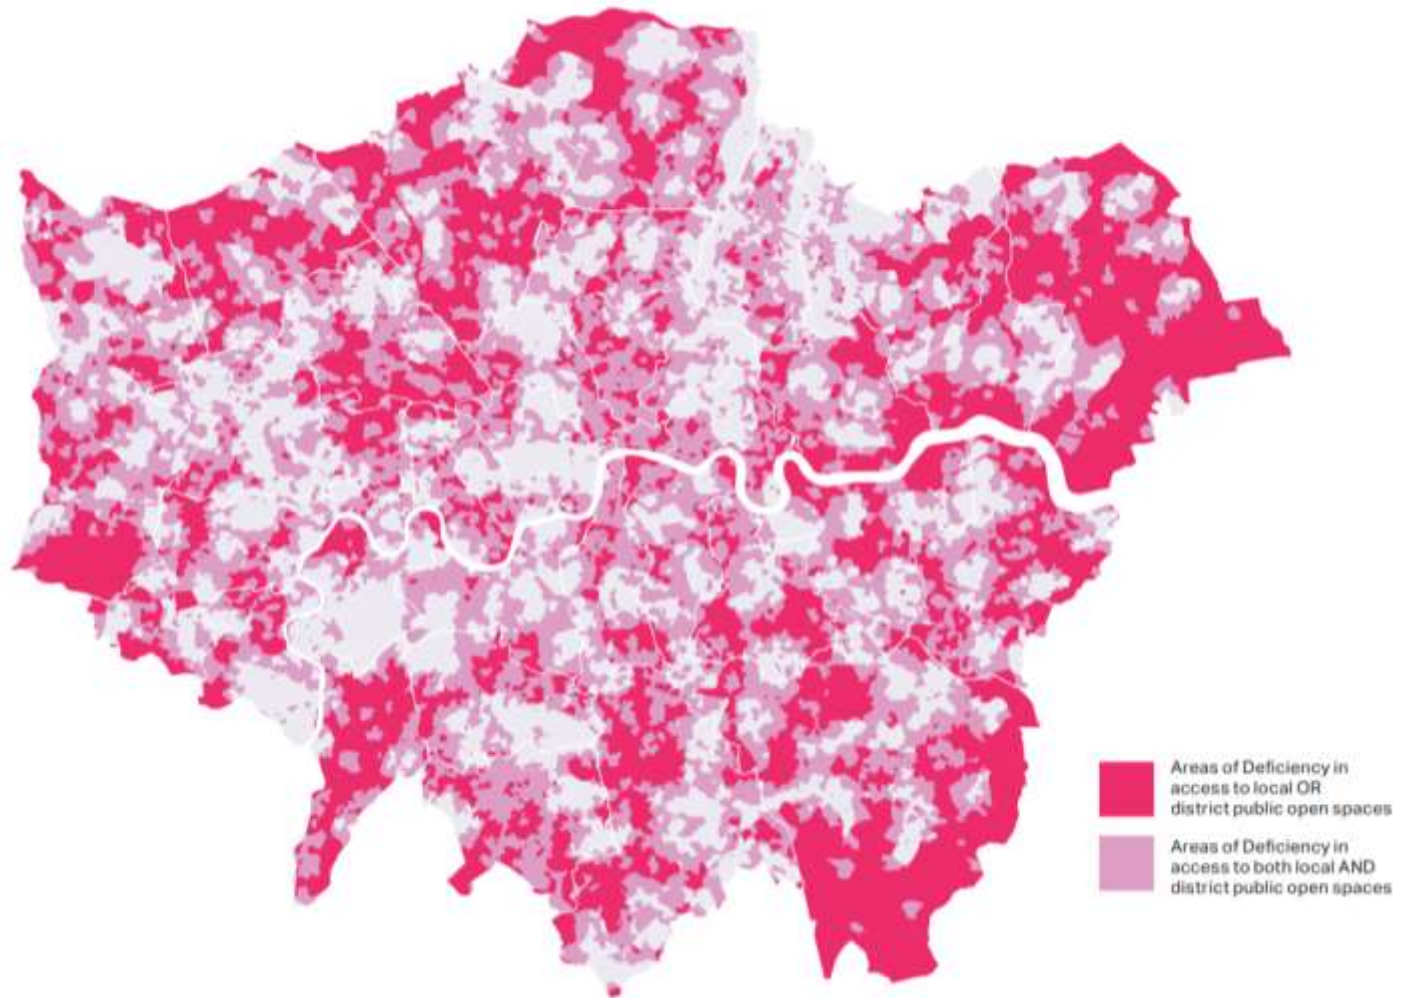 Areas of Deficiency in
access to local OR
district public open spaces
Areas of Deficiency in
access to both local AND
district public open spaces